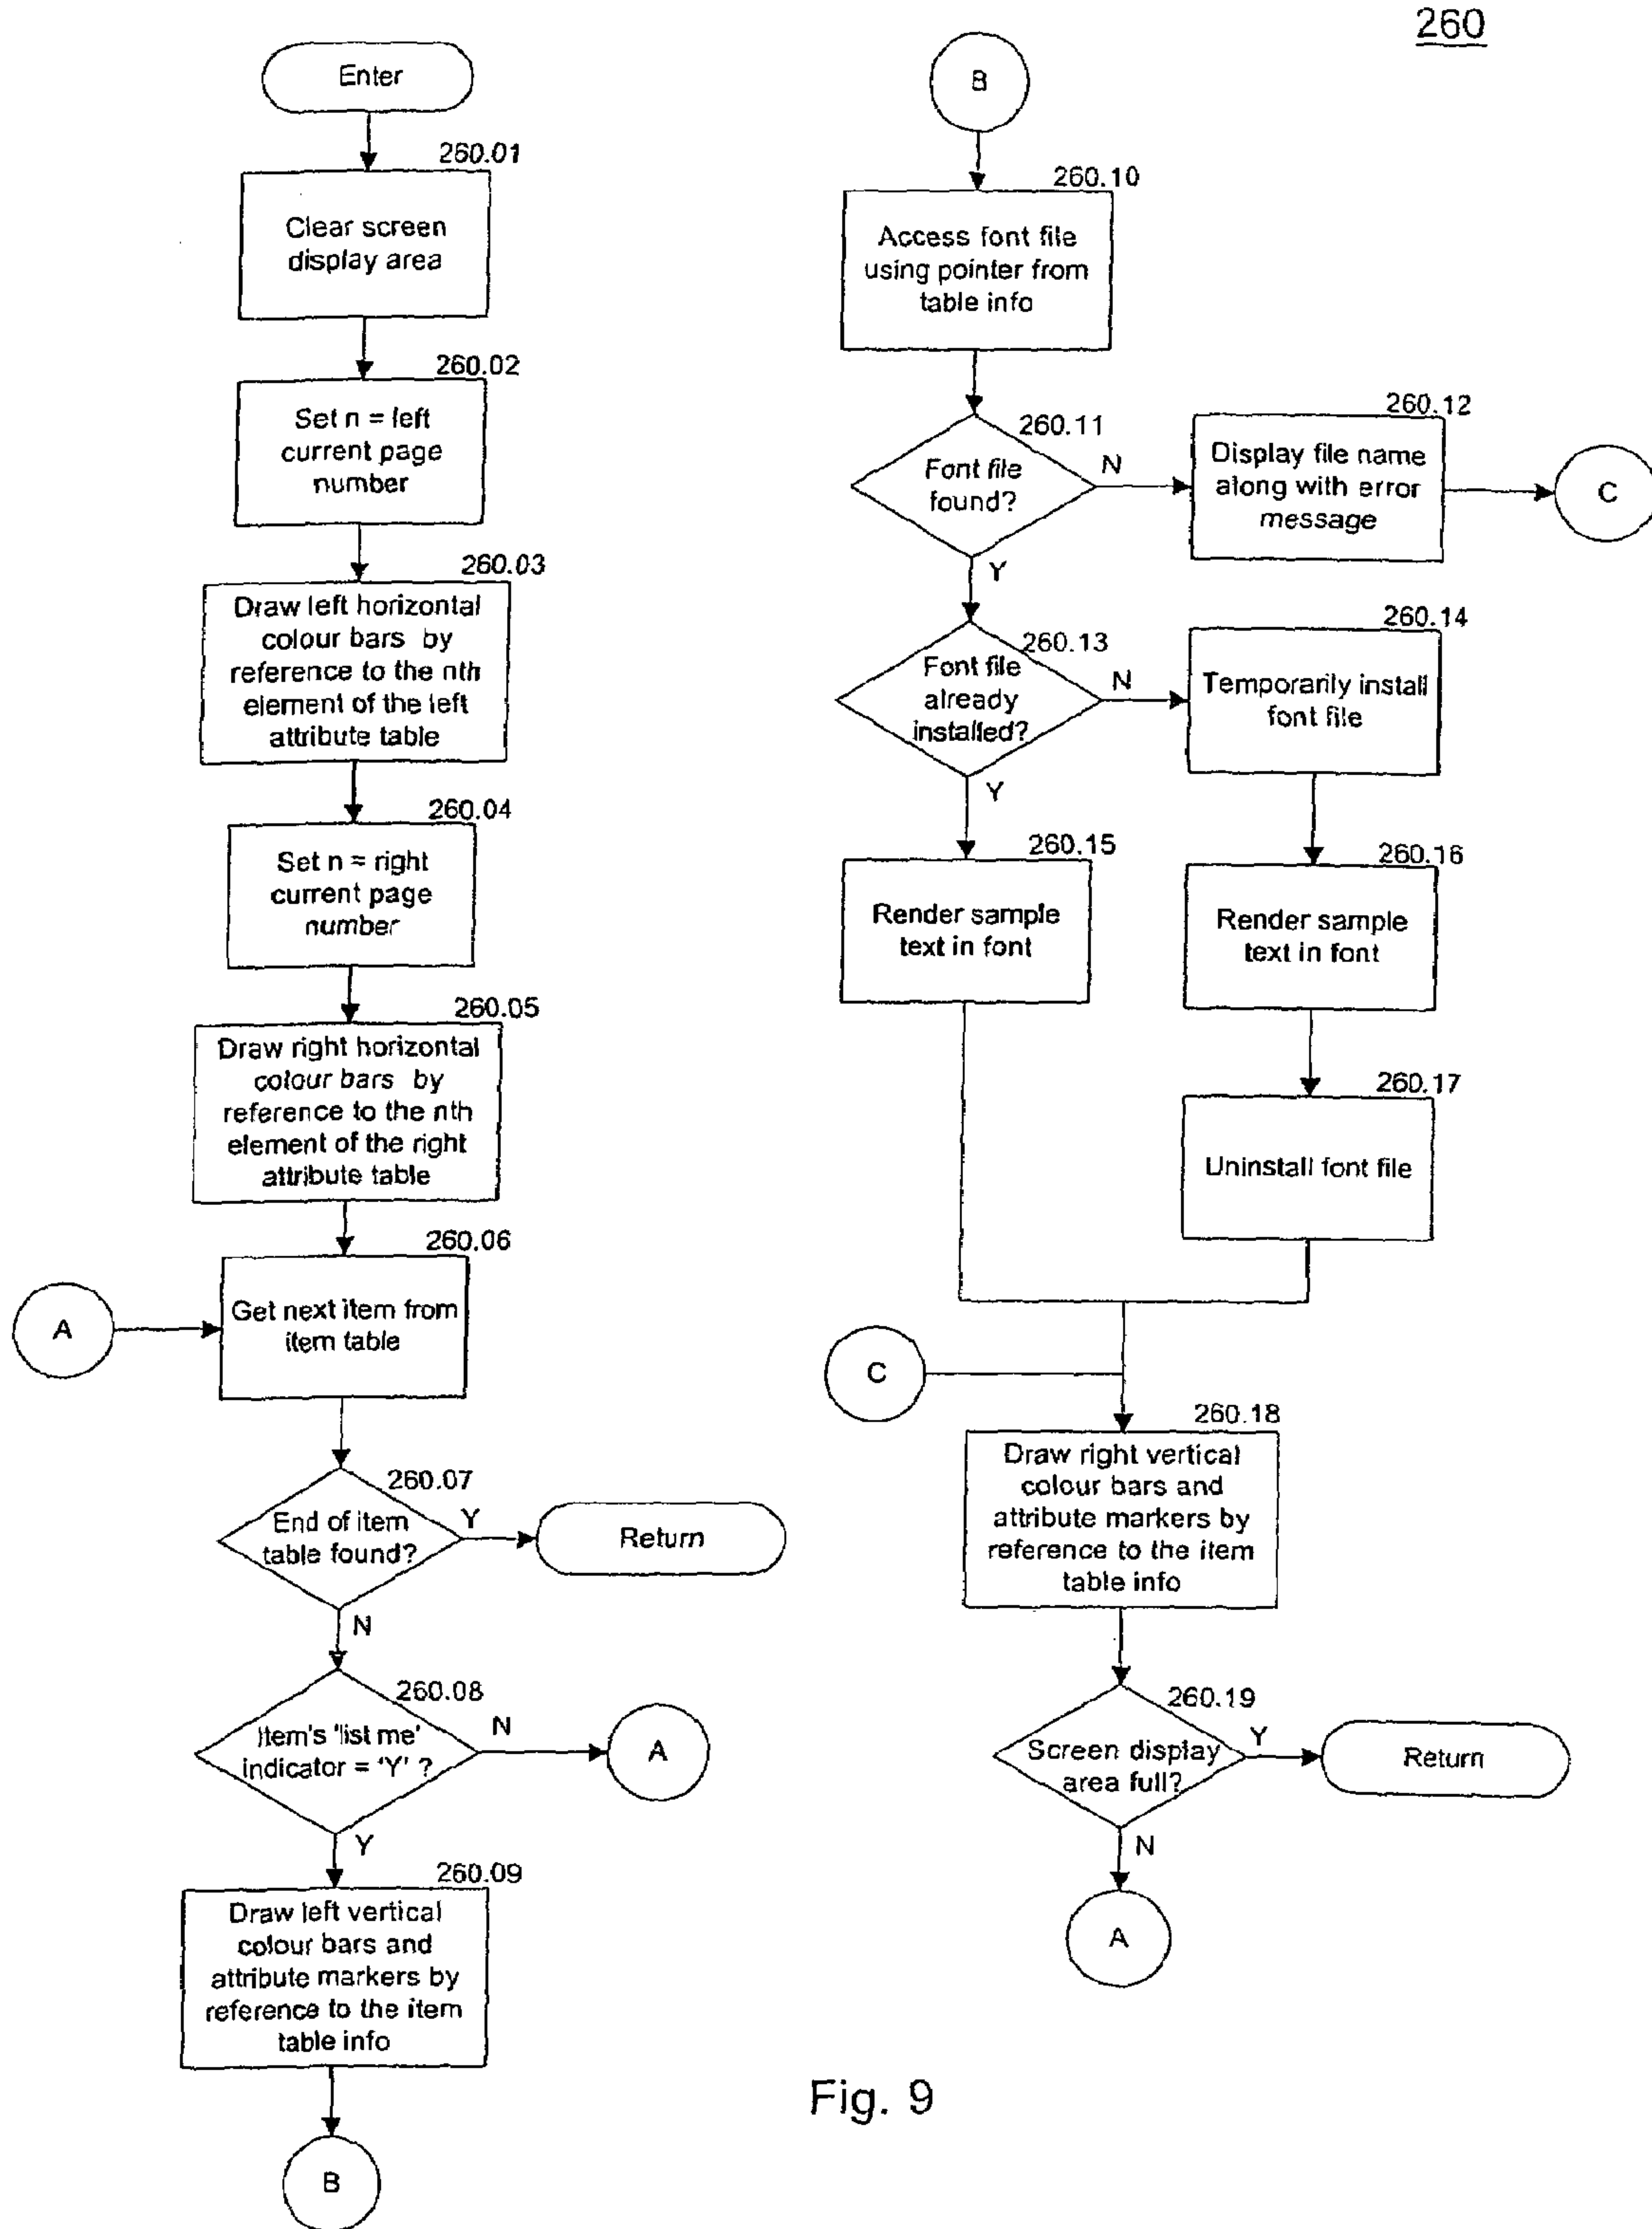 260
Enter
260.01
Clear screen
display area
260.02
Set n = left
current page
number
260.03
Draw left horizontal
colour bars by
reference to the nth
element of the left
attribute table
260.04
Set n = right
current page
number
260.05
Draw right horizontal
colour bars by
reference to the nth
element of the right
attribute table
260.06
A
Get next item from
item table
260.07
End of item
table found?
Y
Return
N
260.08
Item's 'list me'
indicator = 'Y' ?
N
A
Y
260.09
Draw left vertical
colour bars and
attribute markers by
reference to the item
table info
B
B
260.10
Access font file
using pointer from
table info
260.11
Font file
found?
N
260.12
Display file name
along with error
message
C
Y
260.13
Font file
already
installed?
N
260.14
Temporarily install
font file
Y
260.15
Render sample
text in font
260.16
Render sample
text in font
260.17
Uninstall font file
C
260.18
Draw right vertical
colour bars and
attribute markers by
reference to the item
table info
260.19
Screen display
area full?
Y
Return
N
A
Fig. 9